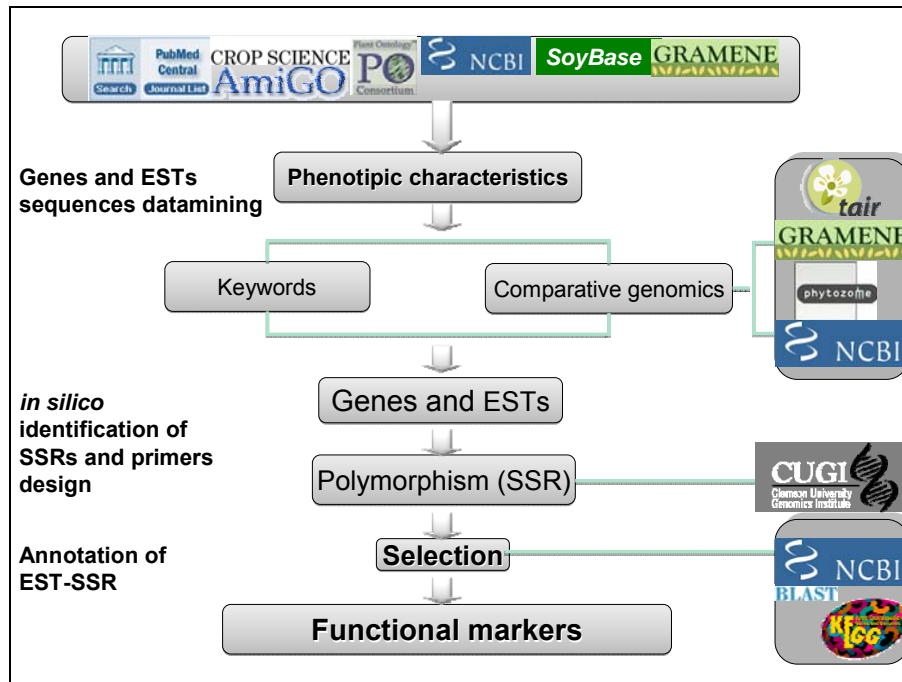 PubMed
Central
Search
Journal List
CROP SCIENCE
AmiGO
Plant Ontology™
PO
Consortium
NCBI
SoyBase
GRAMENE
Genes and ESTs
sequences datamining
Phenotipic characteristics
Keywords
Comparative genomics
tair
GRAMENE
phytozome
NCBI
in silico
identification of
SSRs and primers
design
Genes and ESTs
Polymorphism (SSR)
CUGI
Clemson University
Genomics Institute
Annotation of
EST-SSR
Selection
NCBI
BLAST
KEGG
Functional markers